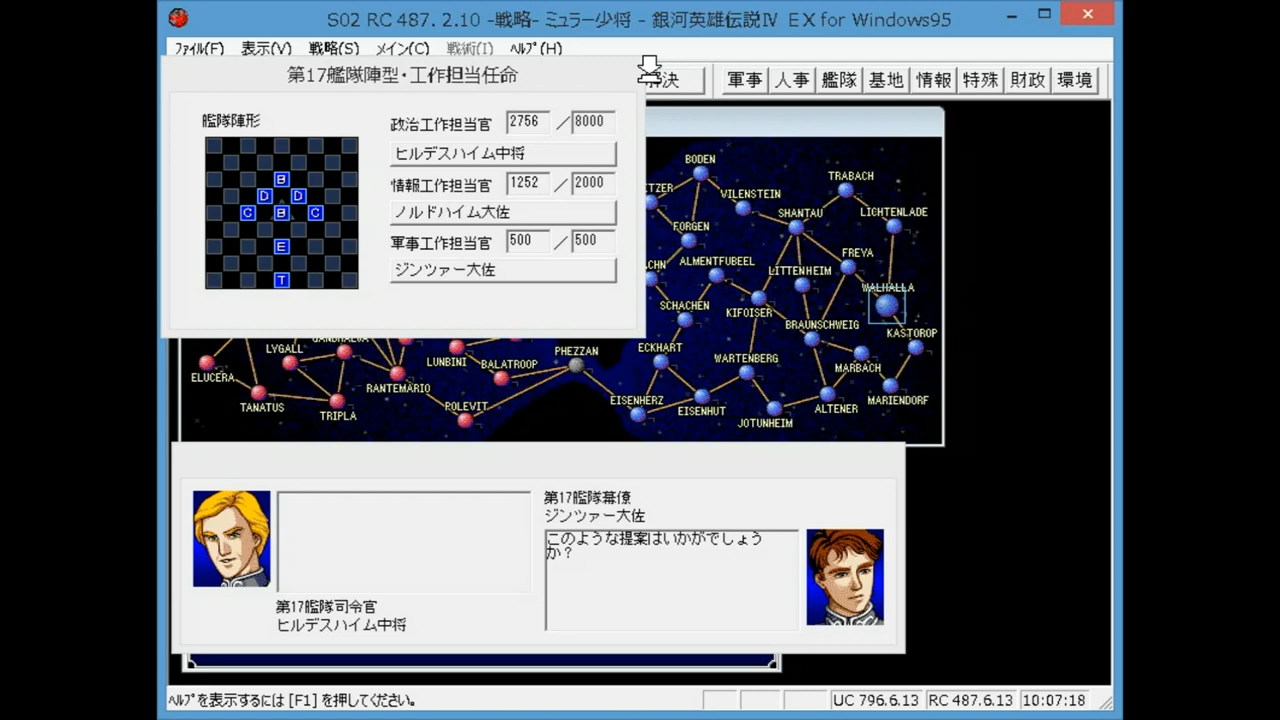 S02 RC 487. 2.10 -戦略- ミュラー少将 - 銀河英雄伝説Ⅳ EX for Windows95
ﾌｧｲﾙ(F) 表示(V) 戦略(S) メイン(C) 戦術(I) ﾍﾙﾌﾟ(H)
第17艦隊陣型・工作担当任命
決 軍事 人事 艦隊 基地 情報 特殊 財政 環境
艦隊陣形
B
D D
C B C
E
T
政治工作担当官 2756 ／ 8000
ヒルデスハイム中将
情報工作担当官 1252 ／ 2000
ノルドハイム大佐
軍事工作担当官 500 ／ 500
ジンツァー大佐
BODEN
TRABACH
VILENSTEIN
LICHTENLADE
SHANTAU
FORGEN
FREYA
ALMENTFUBEEL
LITTENHEIM
WALHALLA
SCHACHEN
KIFOISER
BRAUNSCHWEIG
KASTOROP
LYGALL
LUNBINI
BALATROOP
PHEZZAN
ECKHART
WARTENBERG
MARBACH
ELUCERA
RANTEMARIO
TANATUS
TRIPLA
POLEVIT
EISENHERZ
EISENHUT
JOTUNHEIM
ALTENER
MARIENDORF
第17艦隊幕僚
ジンツァー大佐
このような提案はいかがでしょう
か？
第17艦隊司令官
ヒルデスハイム中将
ﾍﾙﾌﾟを表示するには [F1] を押してください。
UC 796.6.13 RC 487.6.13 10:07:18